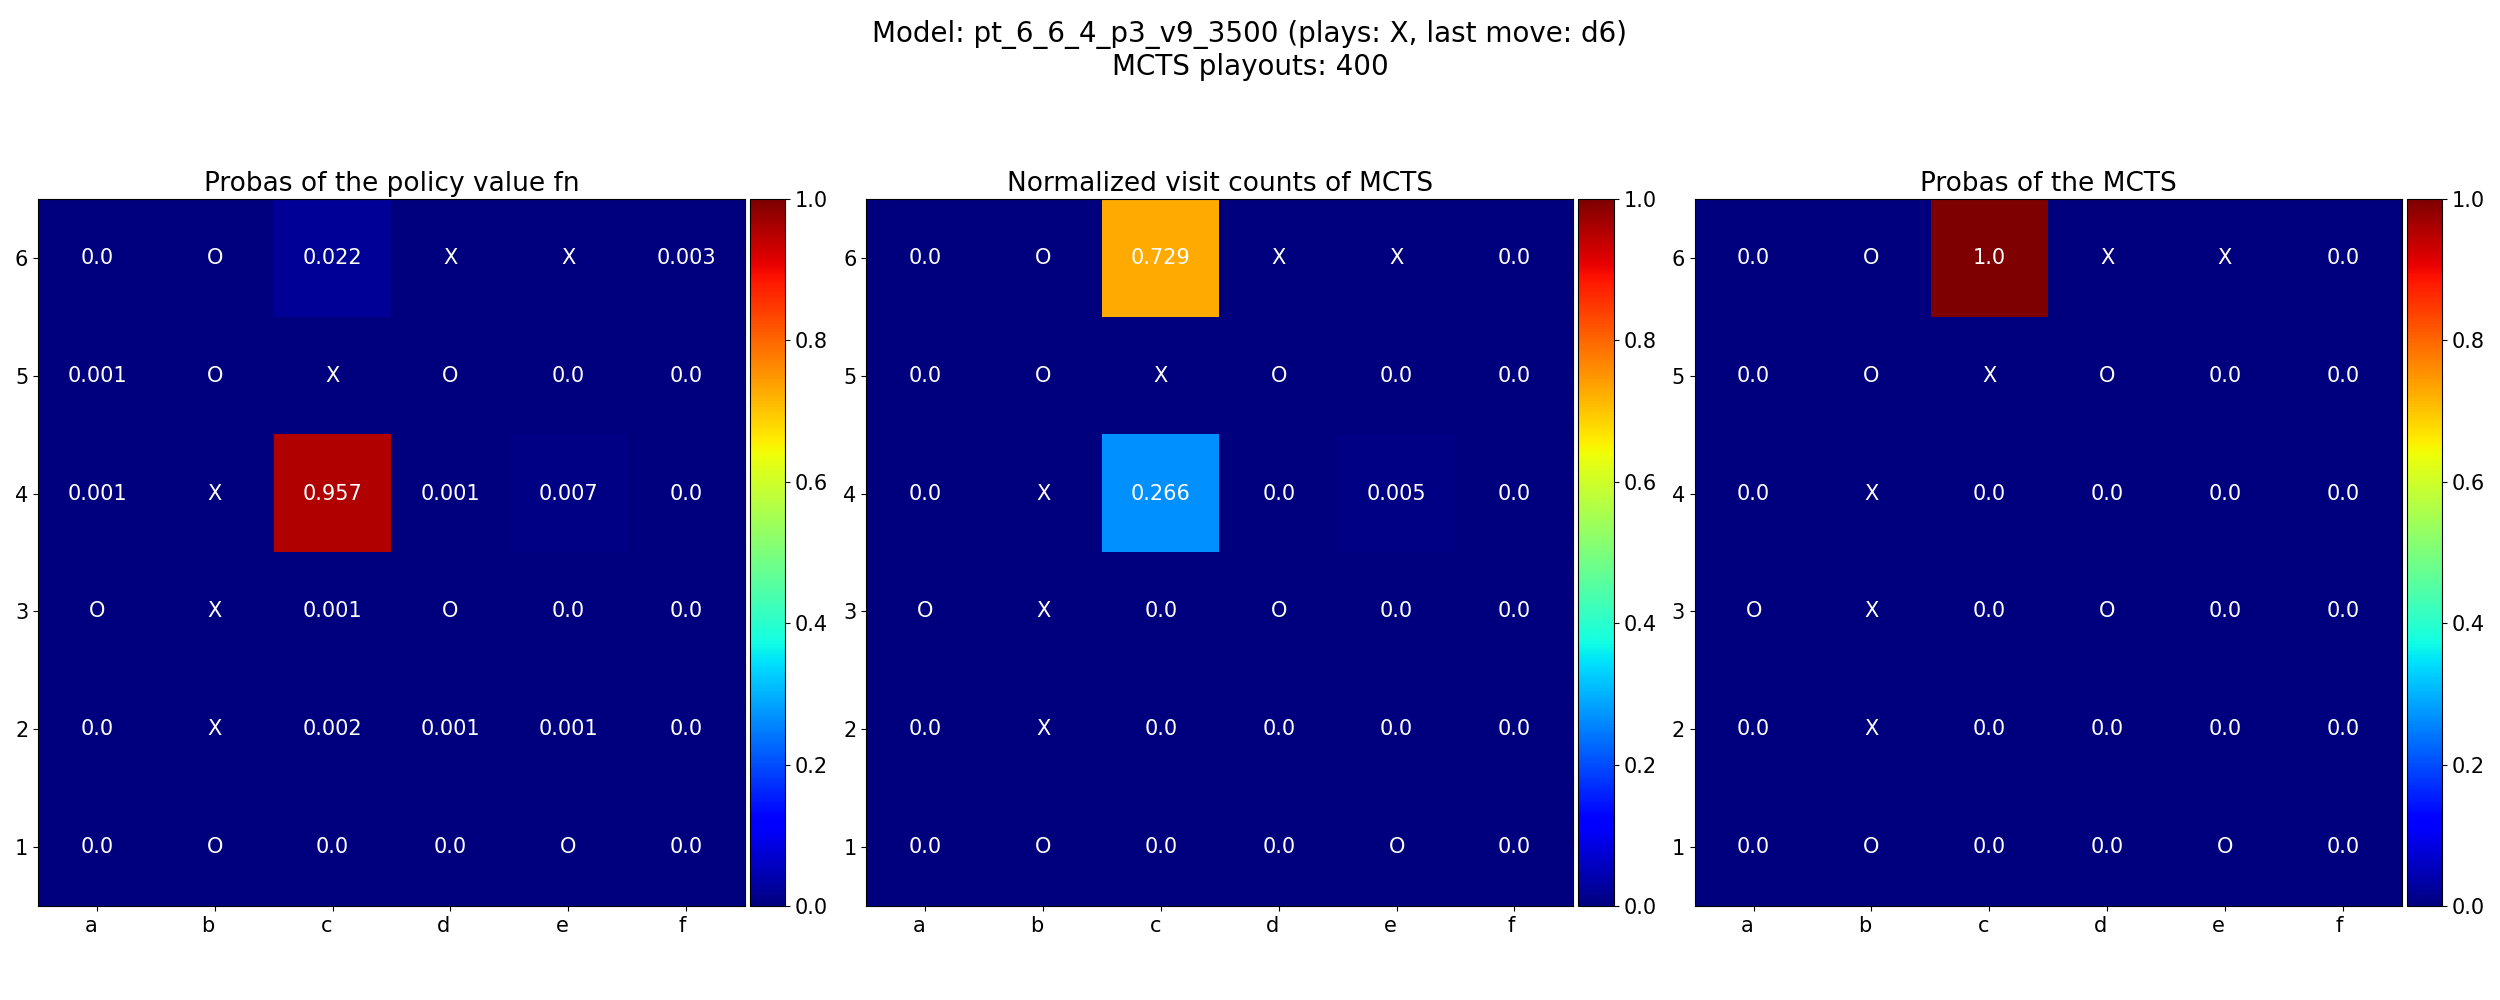 Model: pt_6_6_4_p3_v9_3500 (plays: X, last move: d6)
MCTS playouts: 400
Probas of the policy value fn
6 0.0 O 0.022 X X 0.003
5 0.001 O X O 0.0 0.0
4 0.001 X 0.957 0.001 0.007 0.0
3 O X 0.001 O 0.0 0.0
2 0.0 X 0.002 0.001 0.001 0.0
1 0.0 O 0.0 0.0 O 0.0
a b c d e f
1.0
0.8
0.6
0.4
0.2
0.0
Normalized visit counts of MCTS
6 0.0 O 0.729 X X 0.0
5 0.0 O X O 0.0 0.0
4 0.0 X 0.266 0.0 0.005 0.0
3 O X 0.0 O 0.0 0.0
2 0.0 X 0.0 0.0 0.0 0.0
1 0.0 O 0.0 0.0 O 0.0
a b c d e f
1.0
0.8
0.6
0.4
0.2
0.0
Probas of the MCTS
6 0.0 O 1.0 X X 0.0
5 0.0 O X O 0.0 0.0
4 0.0 X 0.0 0.0 0.0 0.0
3 O X 0.0 O 0.0 0.0
2 0.0 X 0.0 0.0 0.0 0.0
1 0.0 O 0.0 0.0 O 0.0
a b c d e f
1.0
0.8
0.6
0.4
0.2
0.0